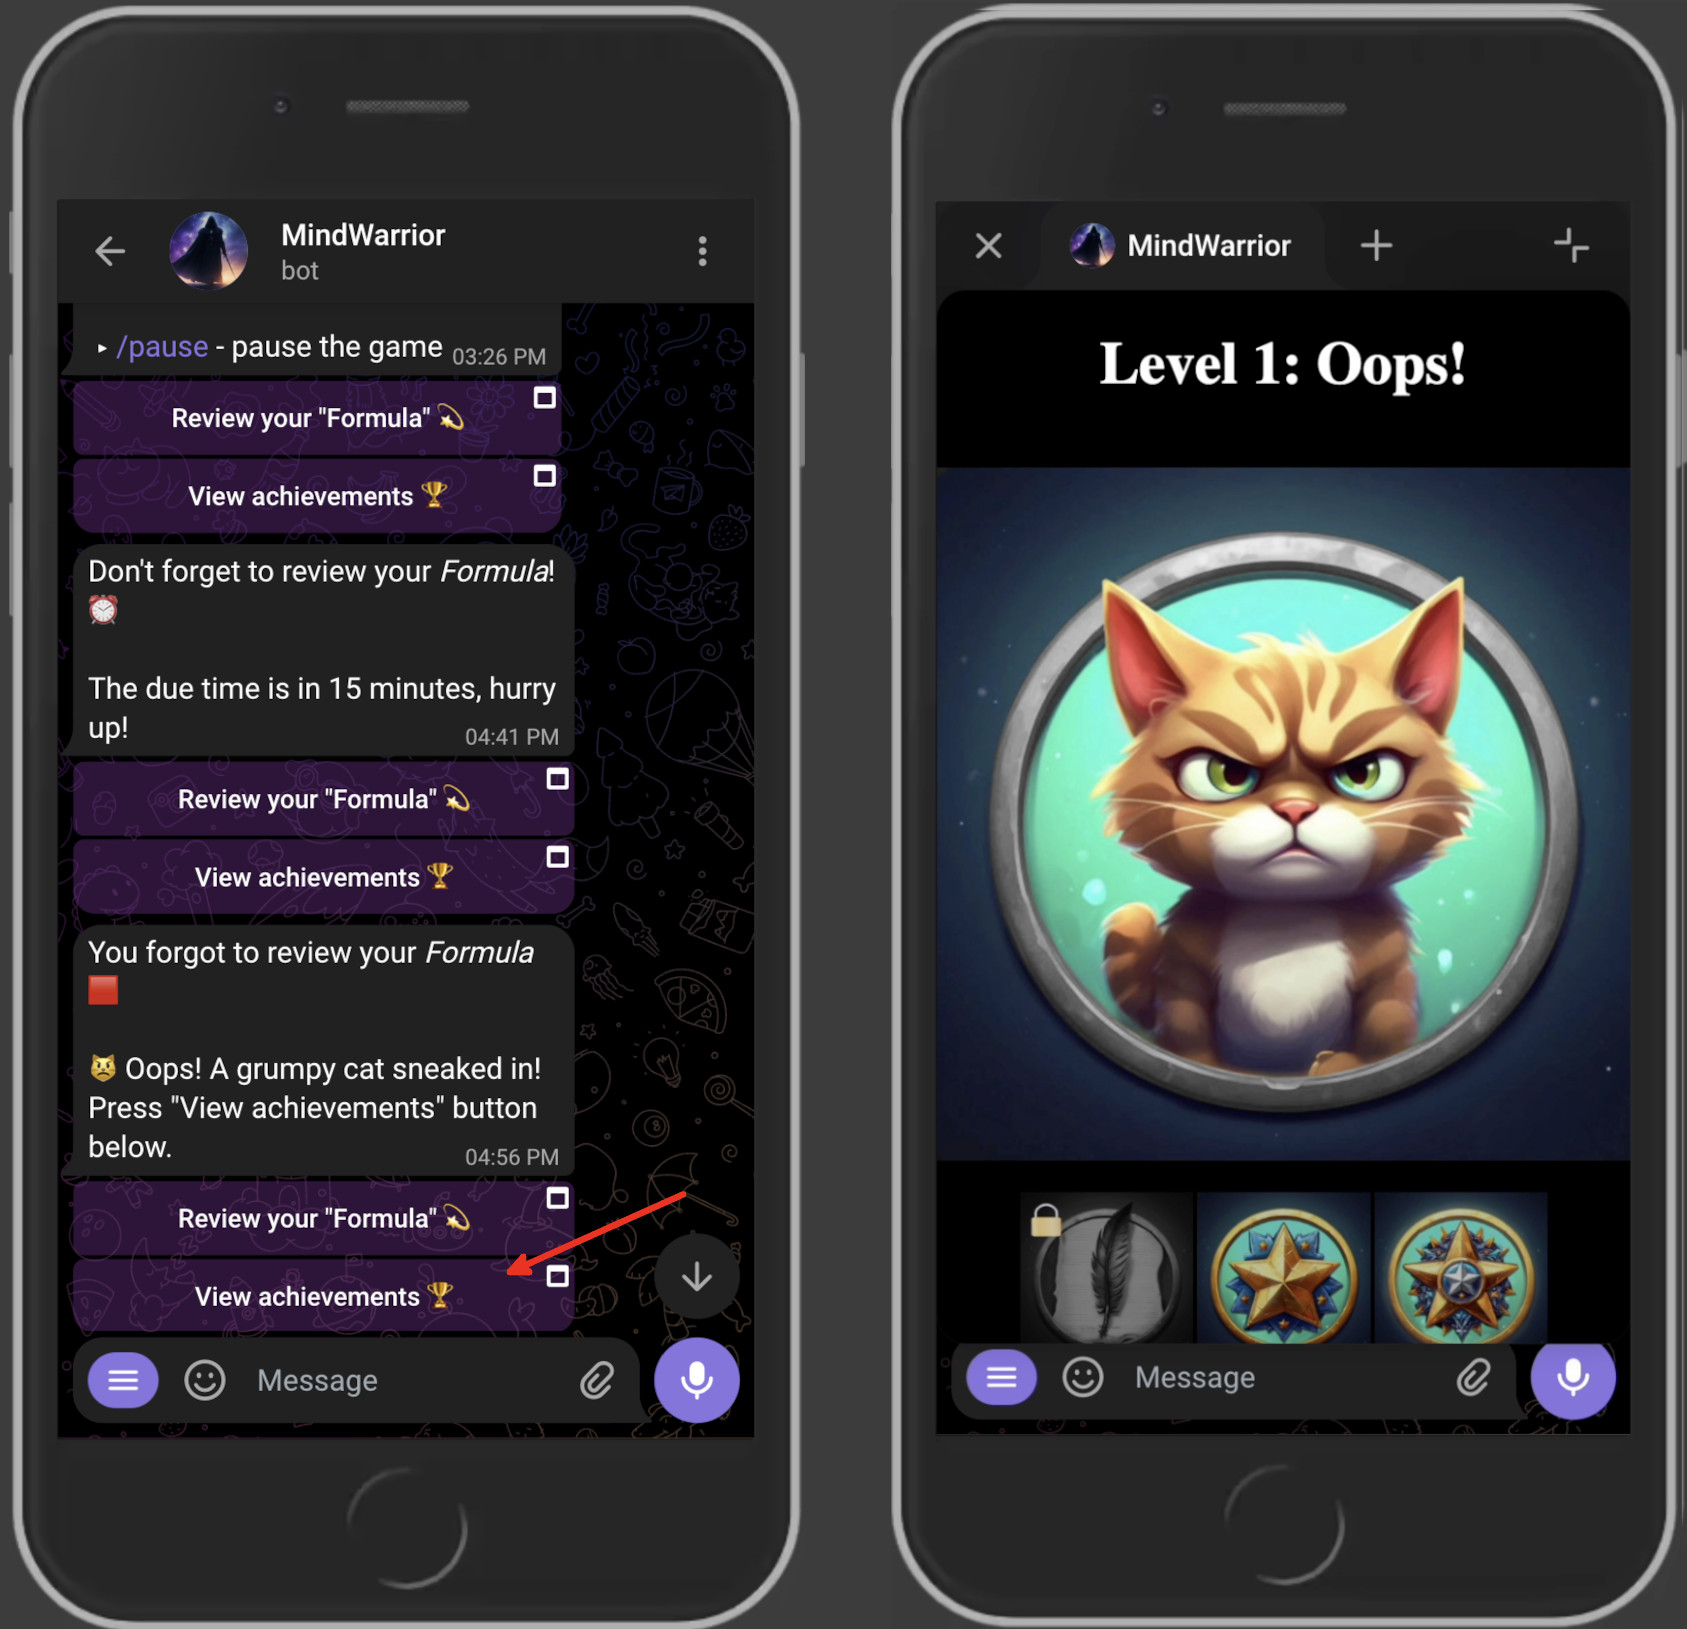 MindWarrior
bot
‣ /pause - pause the game 03:26 PM
Review your "Formula" 💫
View achievements 🏆
Don't forget to review your Formula!
⏰
The due time is in 15 minutes, hurry
up! 04:41 PM
Review your "Formula" 💫
View achievements 🏆
You forgot to review your Formula
🟥
😾 Oops! A grumpy cat sneaked in!
Press "View achievements" button
below. 04:56 PM
Review your "Formula" 💫
View achievements 🏆
Message
MindWarrior
Level 1: Oops!
Message